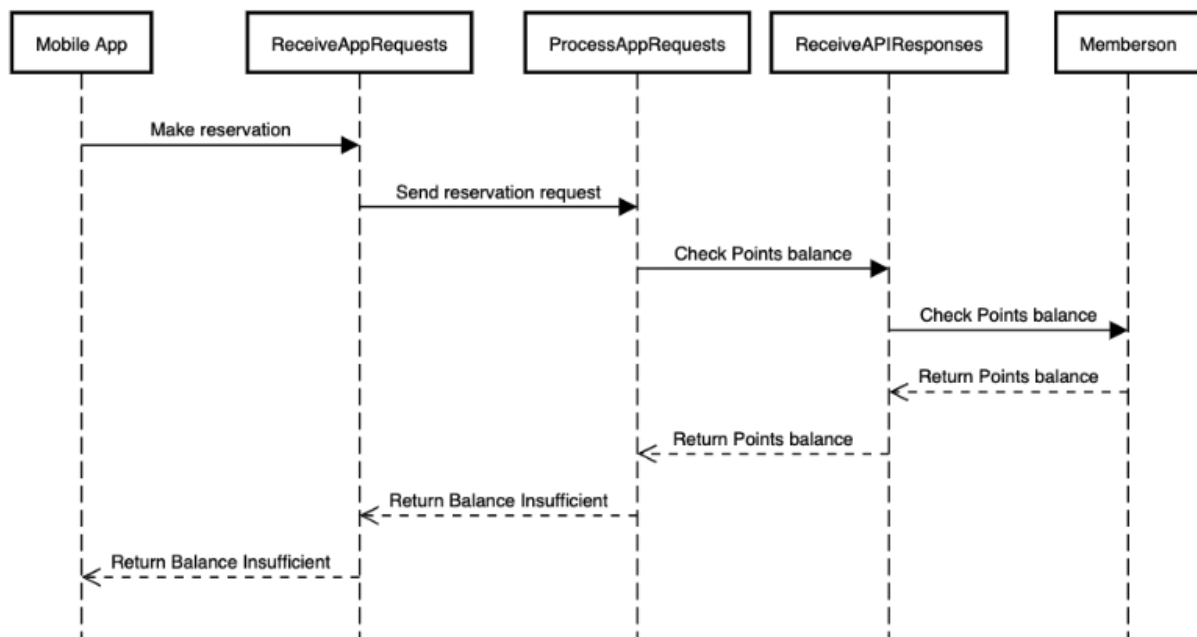 Mobile App
ReceiveAppRequests
ProcessAppRequests
ReceiveAPIResponses
Memberson
Make reservation
Send reservation request
Check Points balance
Check Points balance
Return Points balance
Return Points balance
Return Balance Insufficient
Return Balance Insufficient